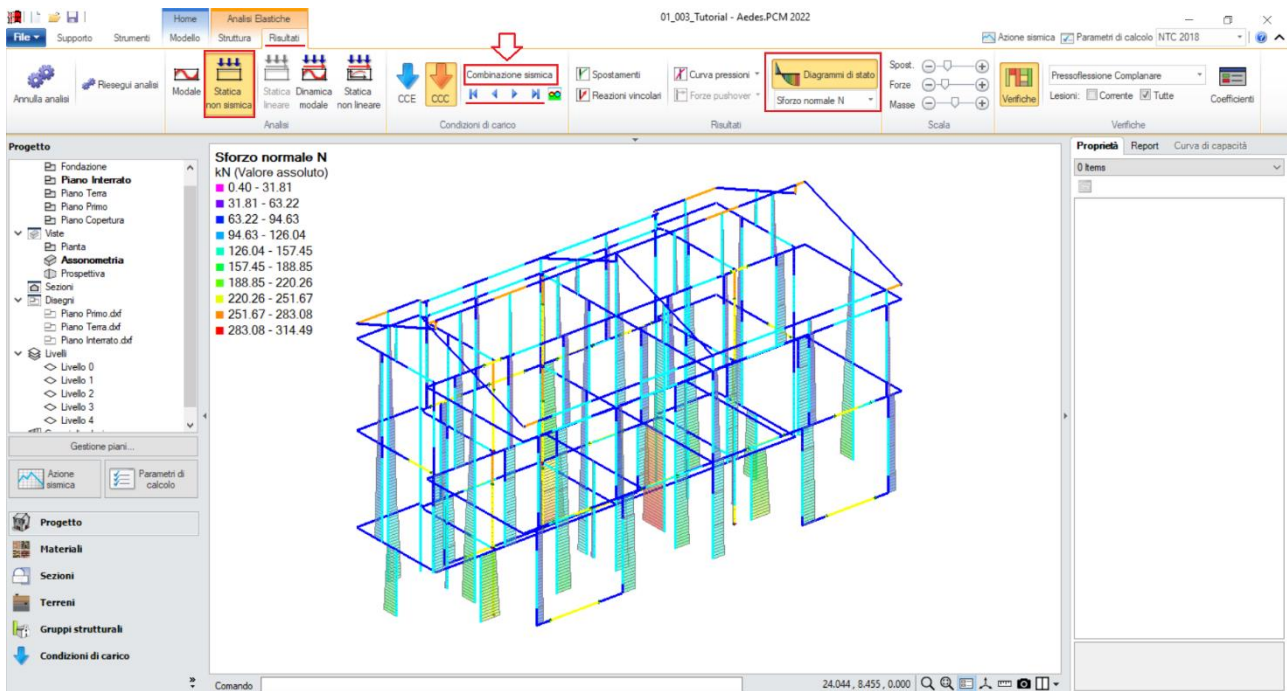 01_003_Tutorial - Aedes.PCM 2022
Home
Analisi Elastiche
File
Supporto
Strumenti
Modello
Struttura
Risultati
Azione sismica
Parametri di calcolo
NTC 2018
Annulla analisi
Riesegui analisi
Modale
Statica non sismica
Statica lineare
Dinamica modale
Statica non lineare
Analisi
CCE
CCC
Combinazione sismica
Condizioni di carico
Spostamenti
Reazioni vincolari
Curva pressioni
Forze pushover
Diagrammi di stato
Sforzo normale N
Risultati
Spost.
Forze
Masse
Scala
Verifiche
Pressoflessione Complanare
Lesioni:
Corrente
Tutte
Coefficienti
Verifiche
Progetto
Fondazione
Piano Interrato
Piano Terra
Piano Primo
Piano Copertura
Viste
Pianta
Assonometria
Prospettiva
Sezioni
Disegni
Piano Primo.dxf
Piano Terra.dxf
Piano Interrato.dxf
Livelli
Livello 0
Livello 1
Livello 2
Livello 3
Livello 4
Gestione piani...
Azione sismica
Parametri di calcolo
Progetto
Materiali
Sezioni
Terreni
Gruppi strutturali
Condizioni di carico
Sforzo normale N
kN (Valore assoluto)
0.40 - 31.81
31.81 - 63.22
63.22 - 94.63
94.63 - 126.04
126.04 - 157.45
157.45 - 188.85
188.85 - 220.26
220.26 - 251.67
251.67 - 283.08
283.08 - 314.49
Proprietà
Report
Curva di capacità
0 Items
Comando
24.044 , 8.455 , 0.000